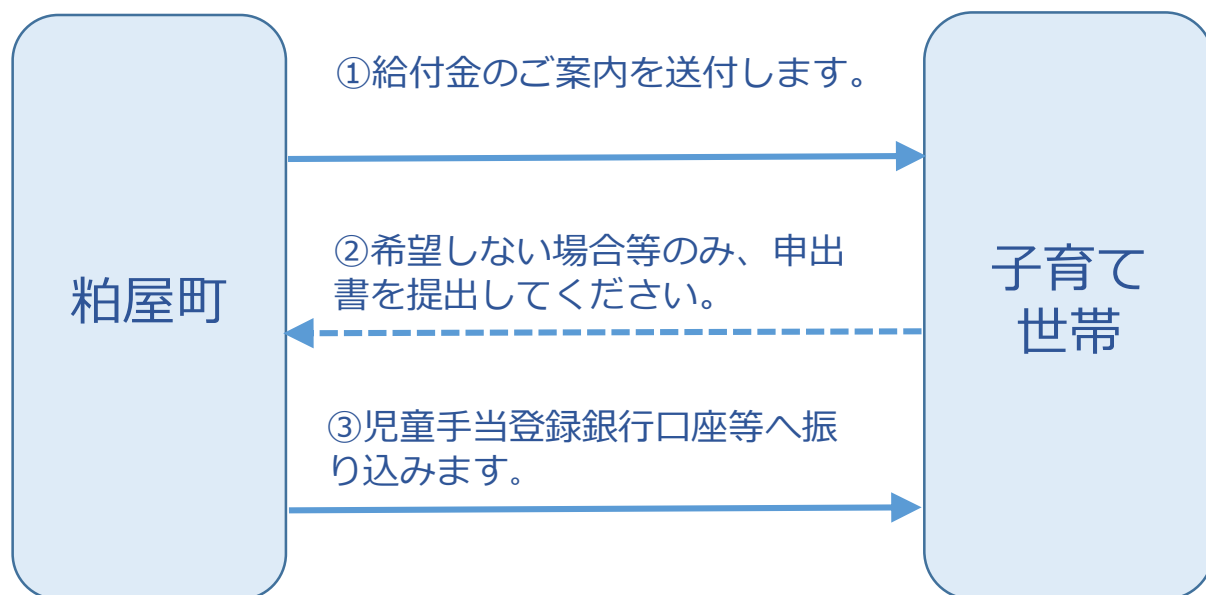 ①給付金のご案内を送付します。
②希望しない場合等のみ、申出
書を提出してください。
粕屋町
子育て
世帯
③児童手当登録銀行口座等へ振
り込みます。